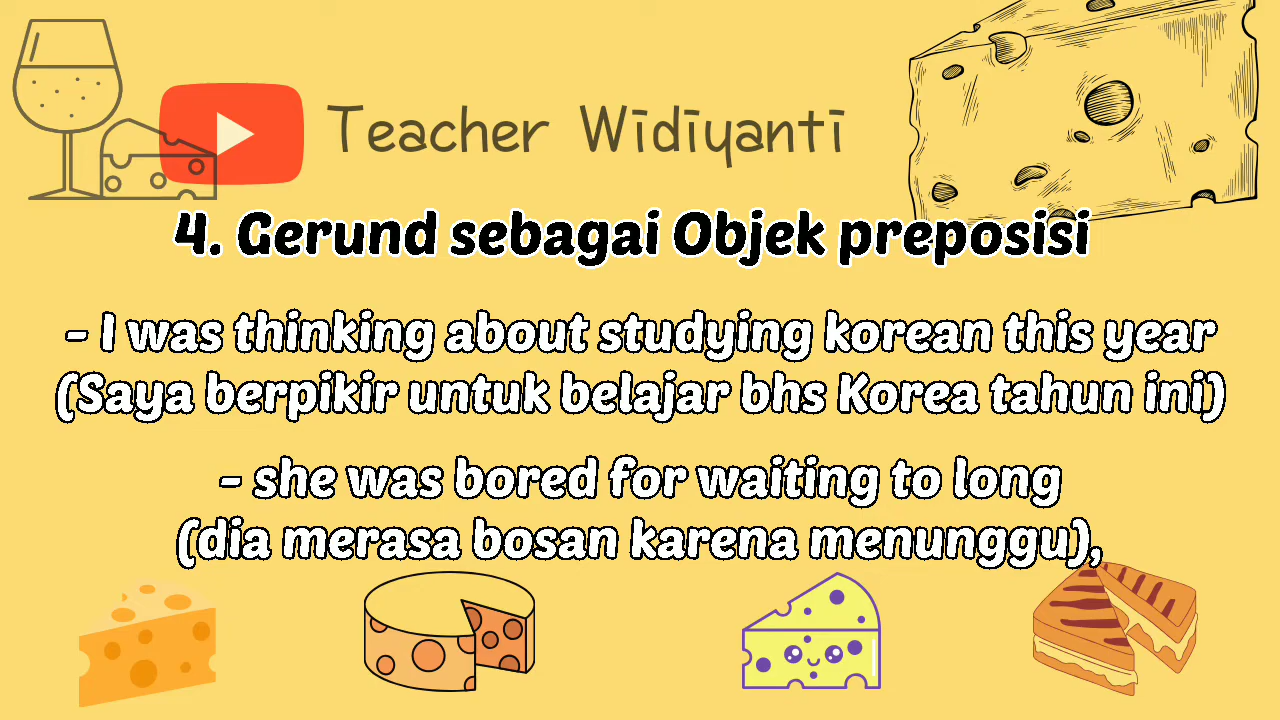 Teacher Widiyanti
4. Gerund sebagai Objek preposisi
- I was thinking about studying korean this year
(Saya berpikir untuk belajar bhs Korea tahun ini)
- she was bored for waiting to long
(dia merasa bosan karena menunggu),